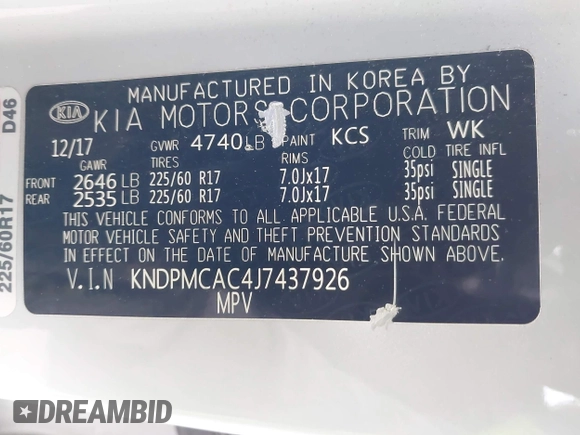 MANUFACTURED IN KOREA BY
KIA KIA MOTORS CORPORATION
12/17 GVWR 4740 LB PAINT KCS TRIM WK
GAWR TIRES RIMS COLD TIRE INFL
FRONT 2646 LB 225/60 R17 7.0Jx17 35psi SINGLE
REAR 2535 LB 225/60 R17 7.0Jx17 35psi SINGLE
THIS VEHICLE CONFORMS TO ALL APPLICABLE U.S.A. FEDERAL
MOTOR VEHICLE SAFETY AND THEFT PREVENTION STANDARDS
IN EFFECT ON THE DATE OF MANUFACTURE SHOWN ABOVE.
V.I.N KNDPMCAC4J7437926
MPV
225/60R17 D46
DREAMBID